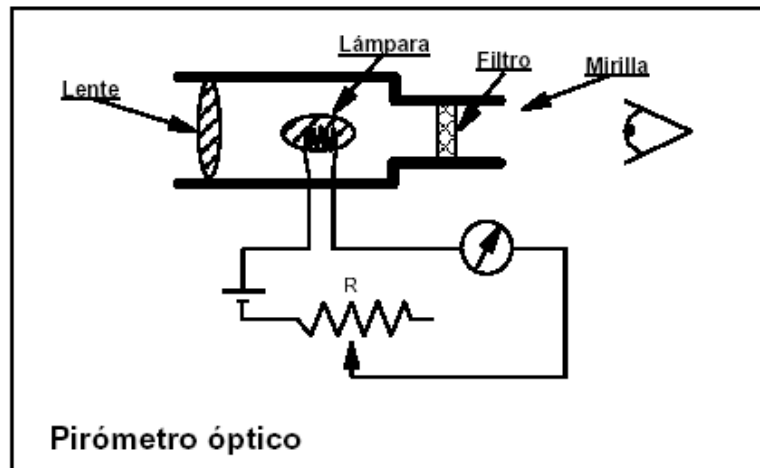 Lámpara
Filtro
Mirilla
Lente
R
Pirómetro óptico